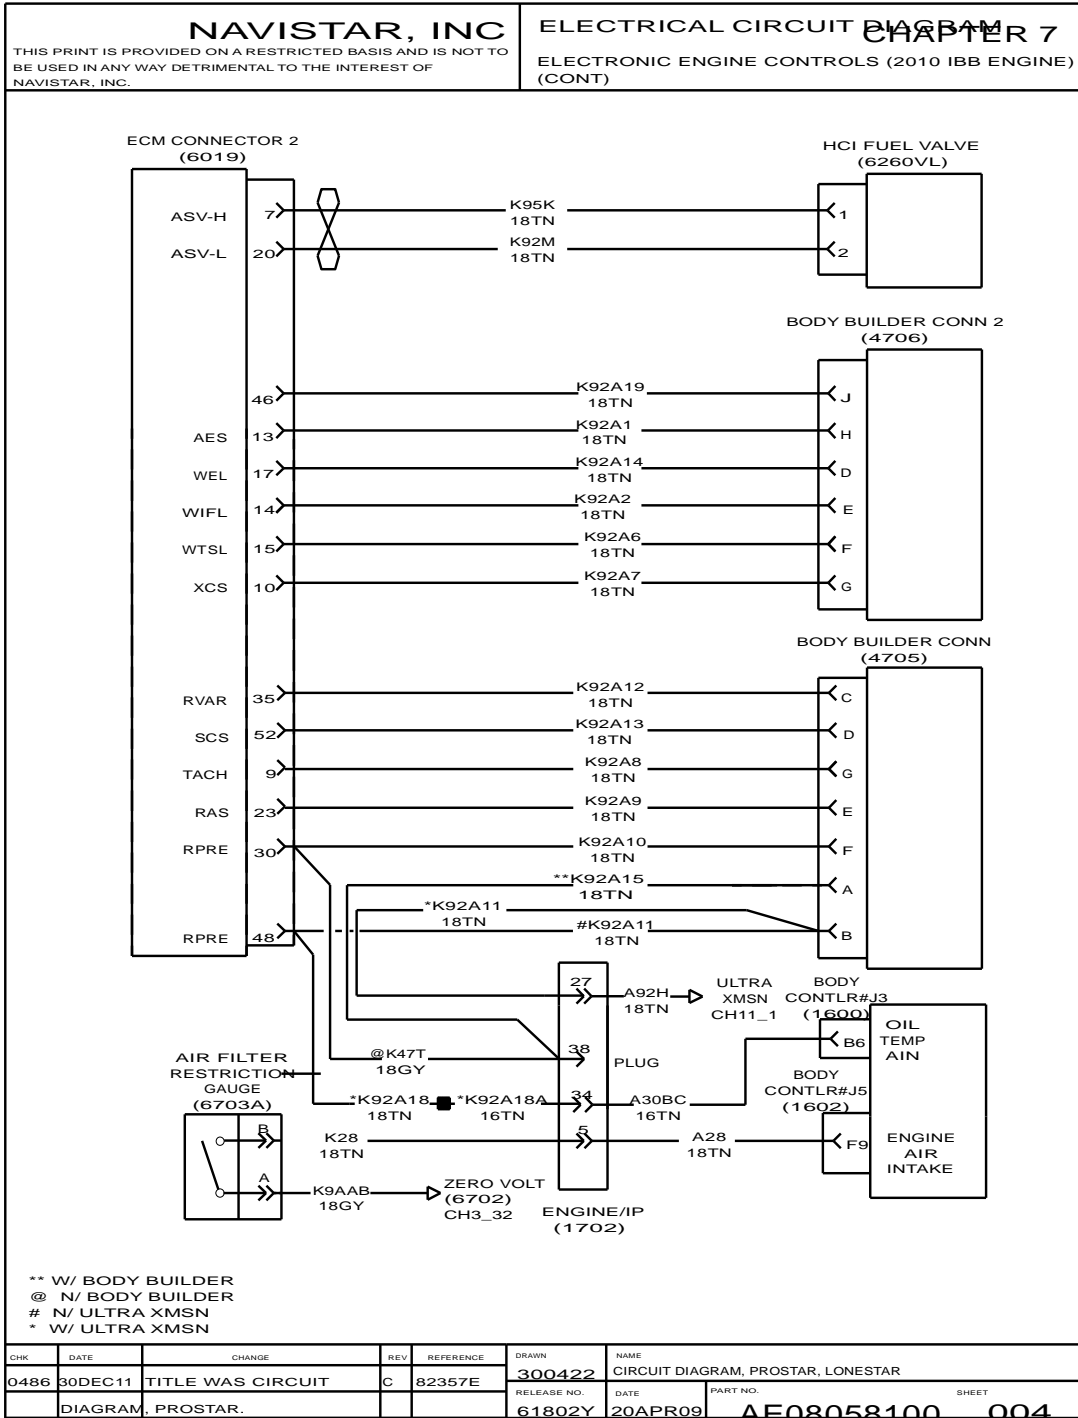 NAVISTAR, INC
THIS PRINT IS PROVIDED ON A RESTRICTED BASIS AND IS NOT TO
BE USED IN ANY WAY DETRIMENTAL TO THE INTEREST OF
NAVISTAR, INC.
ELECTRICAL CIRCUIT DIAGRAM
CHAPTER 7
ELECTRONIC ENGINE CONTROLS (2010 IBB ENGINE)
(CONT)
ECM CONNECTOR 2
(6019)
HCI FUEL VALVE
(6260VL)
ASV-H 7 K95K 1
18TN
ASV-L 20 K92M 2
18TN
BODY BUILDER CONN 2
(4706)
46 K92A19 J
18TN
AES 13 K92A1 H
18TN
WEL 17 K92A14 D
18TN
WIFL 14 K92A2 E
18TN
WTSL 15 K92A6 F
18TN
XCS 10 K92A7 G
18TN
BODY BUILDER CONN
(4705)
RVAR 35 K92A12 C
18TN
SCS 52 K92A13 D
18TN
TACH 9 K92A8 G
18TN
RAS 23 K92A9 E
18TN
RPRE 30 K92A10 F
18TN
**K92A15 A
18TN
*K92A11
18TN
RPRE 48 #K92A11 B
18TN
27 A92H
18TN
ULTRA
XMSN
CH11_1
BODY
CONTLR#J3
(1600)
B6
OIL
TEMP
AIN
@K47T 38 PLUG
18GY
AIR FILTER
RESTRICTION
GAUGE
(6703A)
BODY
CONTLR#J5
(1602)
*K92A18 *K92A18A 34 A30BC
18TN 16TN 16TN
B K28 5 A28 F9
18TN 18TN
ENGINE
AIR
INTAKE
A K9AAB
18GY
ZERO VOLT
(6702)
CH3_32
ENGINE/IP
(1702)
** W/ BODY BUILDER
@ N/ BODY BUILDER
# N/ ULTRA XMSN
* W/ ULTRA XMSN
CHK DATE CHANGE REV REFERENCE DRAWN NAME
0486 30DEC11 TITLE WAS CIRCUIT C 82357E 300422 CIRCUIT DIAGRAM, PROSTAR, LONESTAR
RELEASE NO. DATE PART NO. SHEET
DIAGRAM, PROSTAR. 61802Y 20APR09 AE08058100 004